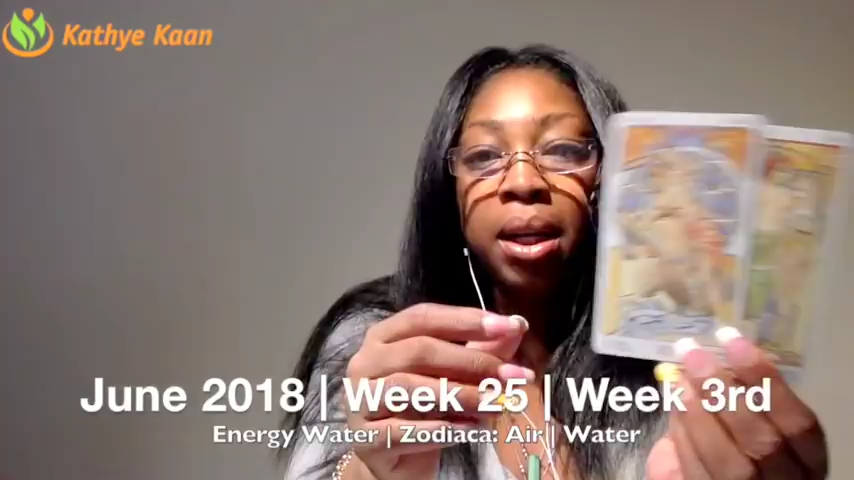 Kathye Kaan
June 2018 | Week 25 | Week 3rd
Energy Water | Zodiaca: Air | Water